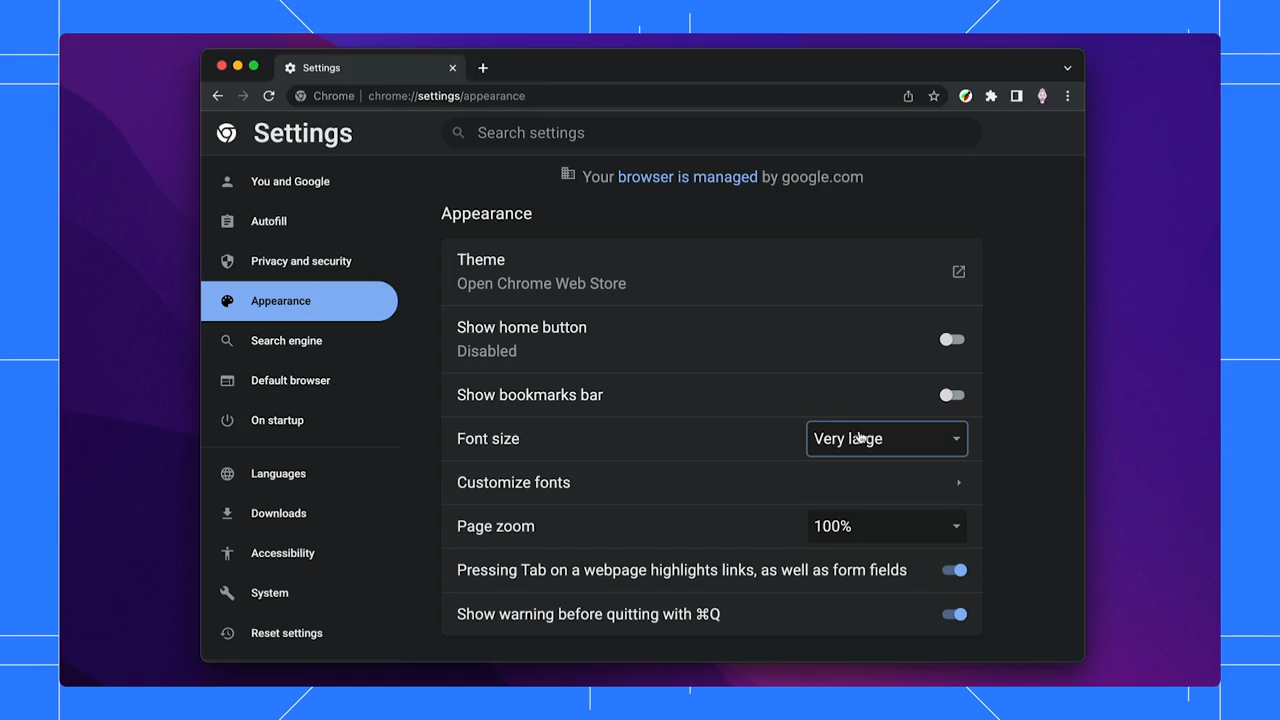 Settings
Chrome | chrome://settings/appearance
Settings
Search settings
You and Google
Autofill
Privacy and security
Appearance
Search engine
Default browser
On startup
Languages
Downloads
Accessibility
System
Reset settings
Your browser is managed by google.com
Appearance
Theme
Open Chrome Web Store
Show home button
Disabled
Show bookmarks bar
Font size
Very large
Customize fonts
Page zoom
100%
Pressing Tab on a webpage highlights links, as well as form fields
Show warning before quitting with ⌘Q